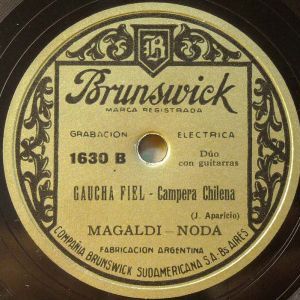 B
Brunswick
MARCA REGISTRADA
GRABACION ELECTRICA
1630 B
Dúo
con guitarras
GAUCHA FIEL - Campera Chilena
(J. Aparicio)
MAGALDI - NODA
FABRICACION ARGENTINA
COMPAÑIA BRUNSWICK SUDAMERICANA S.A. - Bs AIRES